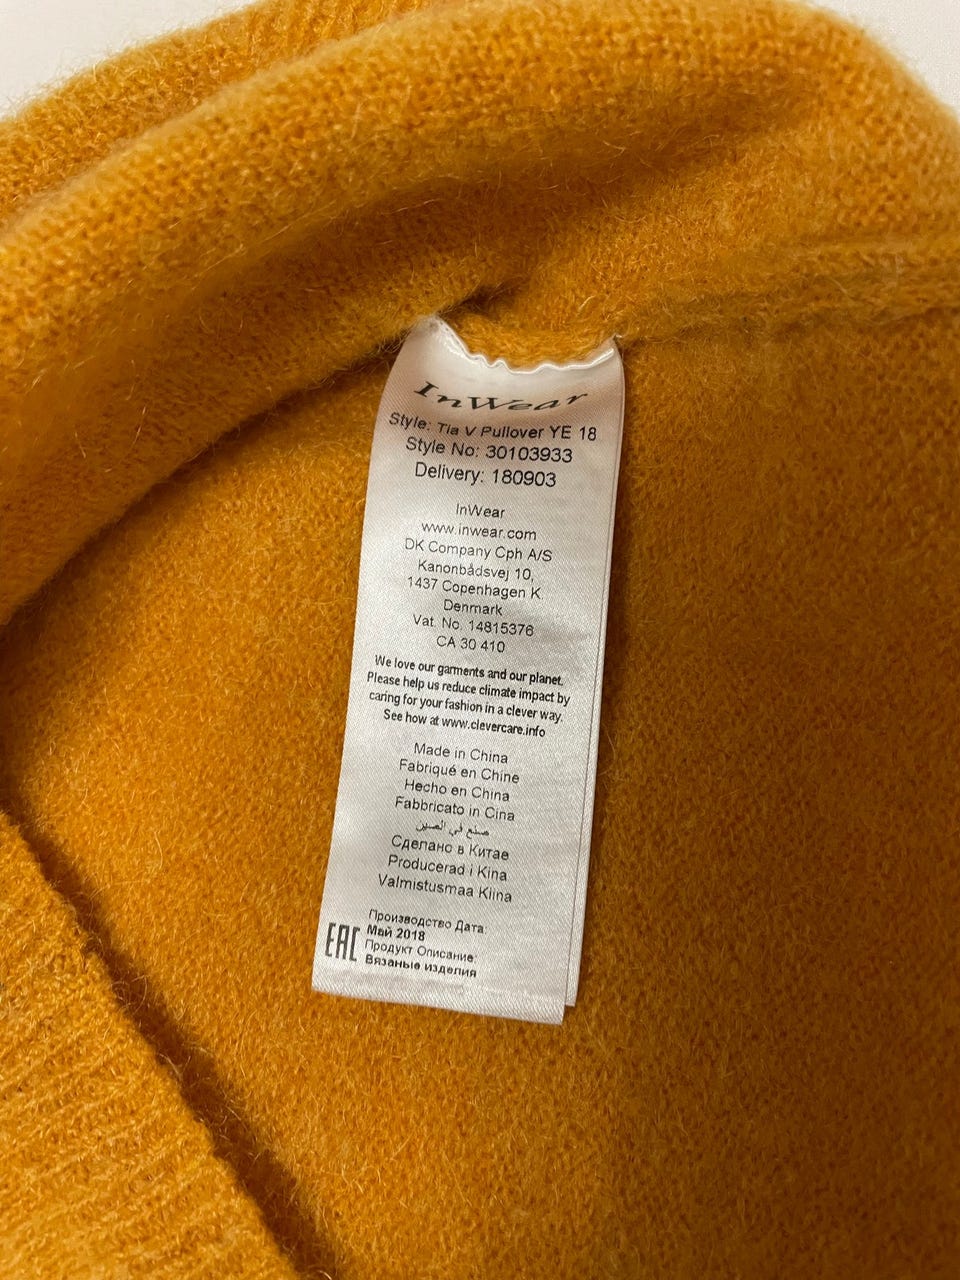 InWear
Style: Tia V Pullover YE 18
Style No: 30103933
Delivery: 180903
InWear
www.inwear.com
DK Company Cph A/S
Kanonbådsvej 10,
1437 Copenhagen K
Denmark
Vat. No. 14815376
CA 30 410
We love our garments and our planet.
Please help us reduce climate impact by
caring for your fashion in a clever way.
See how at www.clevercare.info
Made in China
Fabriqué en Chine
Hecho en China
Fabbricato in Cina
صنع في الصين
Сделано в Китае
Producerad i Kina
Valmistusmaa Kiina
Производство Дата:
Май 2018
EAC
Продукт Описание:
Вязаные изделия